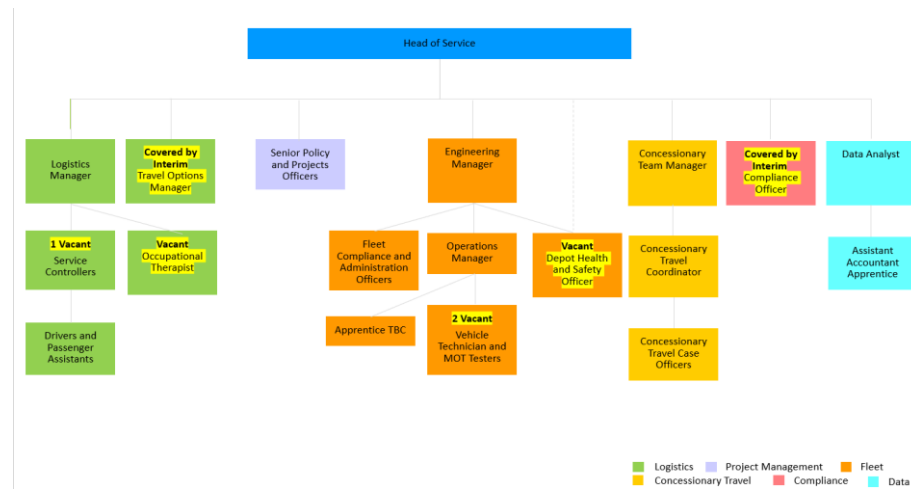 Head of Service
Logistics
Manager
Covered by
Interim
Travel Options
Manager
Senior Policy
and Projects
Officers
Engineering
Manager
Concessionary
Team Manager
Covered by
Interim
Compliance
Officer
Data Analyst
1 Vacant
Service
Controllers
Vacant
Occupational
Therapist
Fleet
Compliance and
Administration
Officers
Operations
Manager
Vacant
Depot Health
and Safety
Officer
Concessionary
Travel
Coordinator
Assistant
Accountant
Apprentice
Drivers and
Passenger
Assistants
Apprentice TBC
2 Vacant
Vehicle
Technician and
MOT Testers
Concessionary
Travel Case
Officers
Logistics
Project Management
Fleet
Concessionary Travel
Compliance
Data